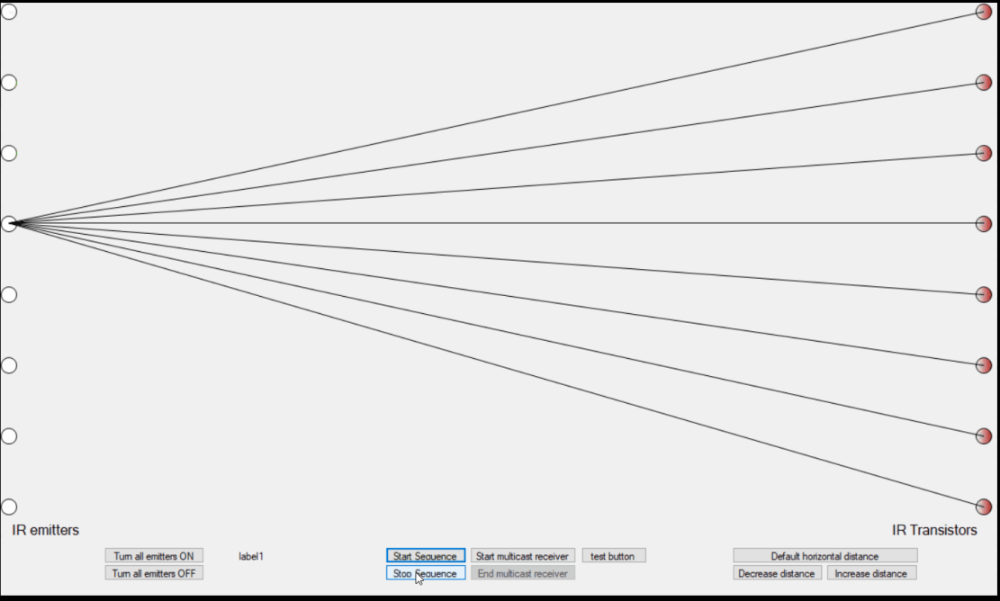 IR emitters
IR Transistors
Turn all emitters ON
label1
Start Sequence
Start multicast receiver
test button
Default horizontal distance
Turn all emitters OFF
Stop Sequence
End multicast receiver
Decrease distance
Increase distance